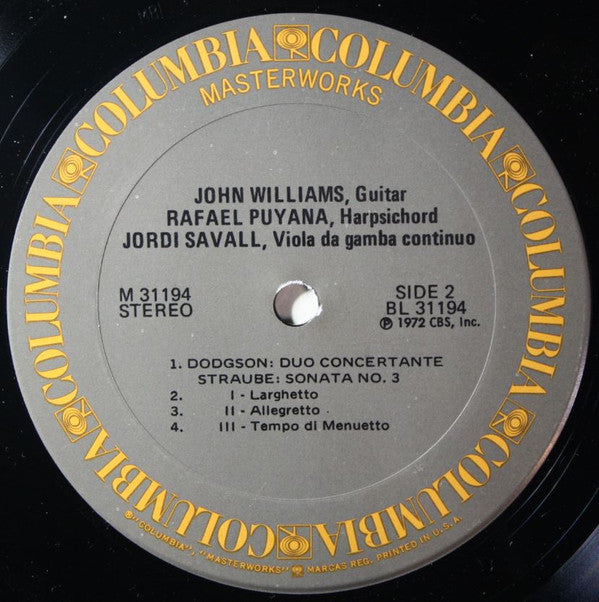 COLUMBIA COLUMBIA COLUMBIA COLUMBIA COLUMBIA COLUMBIA COLUMBIA
MASTERWORKS
JOHN WILLIAMS, Guitar
RAFAEL PUYANA, Harpsichord
JORDI SAVALL, Viola da gamba continuo
M 31194
STEREO
SIDE 2
BL 31194
℗ 1972 CBS, Inc.
1. DODGSON: DUO CONCERTANTE
STRAUBE: SONATA NO. 3
2. I - Larghetto
3. II - Allegretto
4. III - Tempo di Menuetto
® "COLUMBIA", "MASTERWORKS" MARCAS REG. PRINTED IN U.S.A.